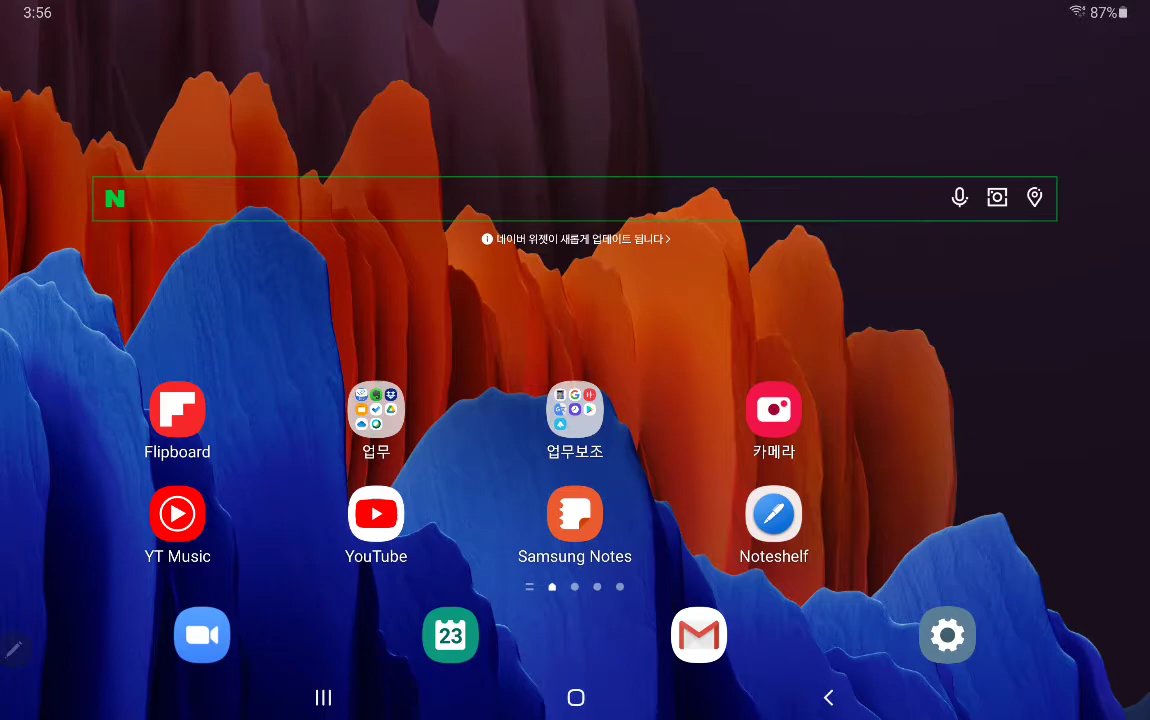 3:56
87%
N
네이버 위젯이 새롭게 업데이트 됩니다 >
Flipboard
업무
업무보조
카메라
YT Music
YouTube
Samsung Notes
Noteshelf
23